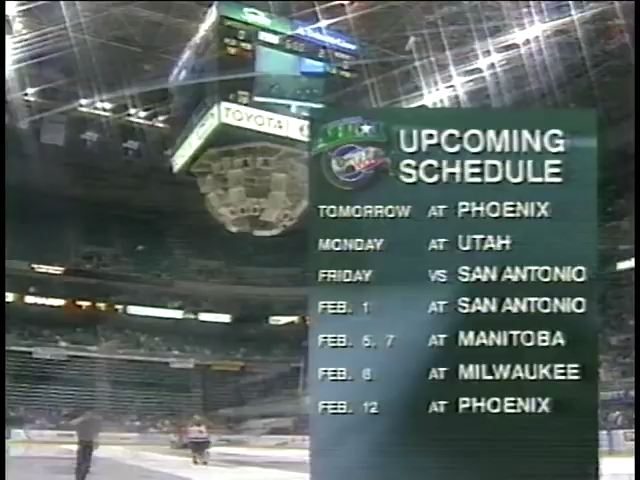 TOYOTA
UPCOMING
SCHEDULE
TOMORROW AT PHOENIX
MONDAY AT UTAH
FRIDAY VS SAN ANTONIO
FEB. 1 AT SAN ANTONIO
FEB. 5, 7 AT MANITOBA
FEB. 8 AT MILWAUKEE
FEB. 12 AT PHOENIX